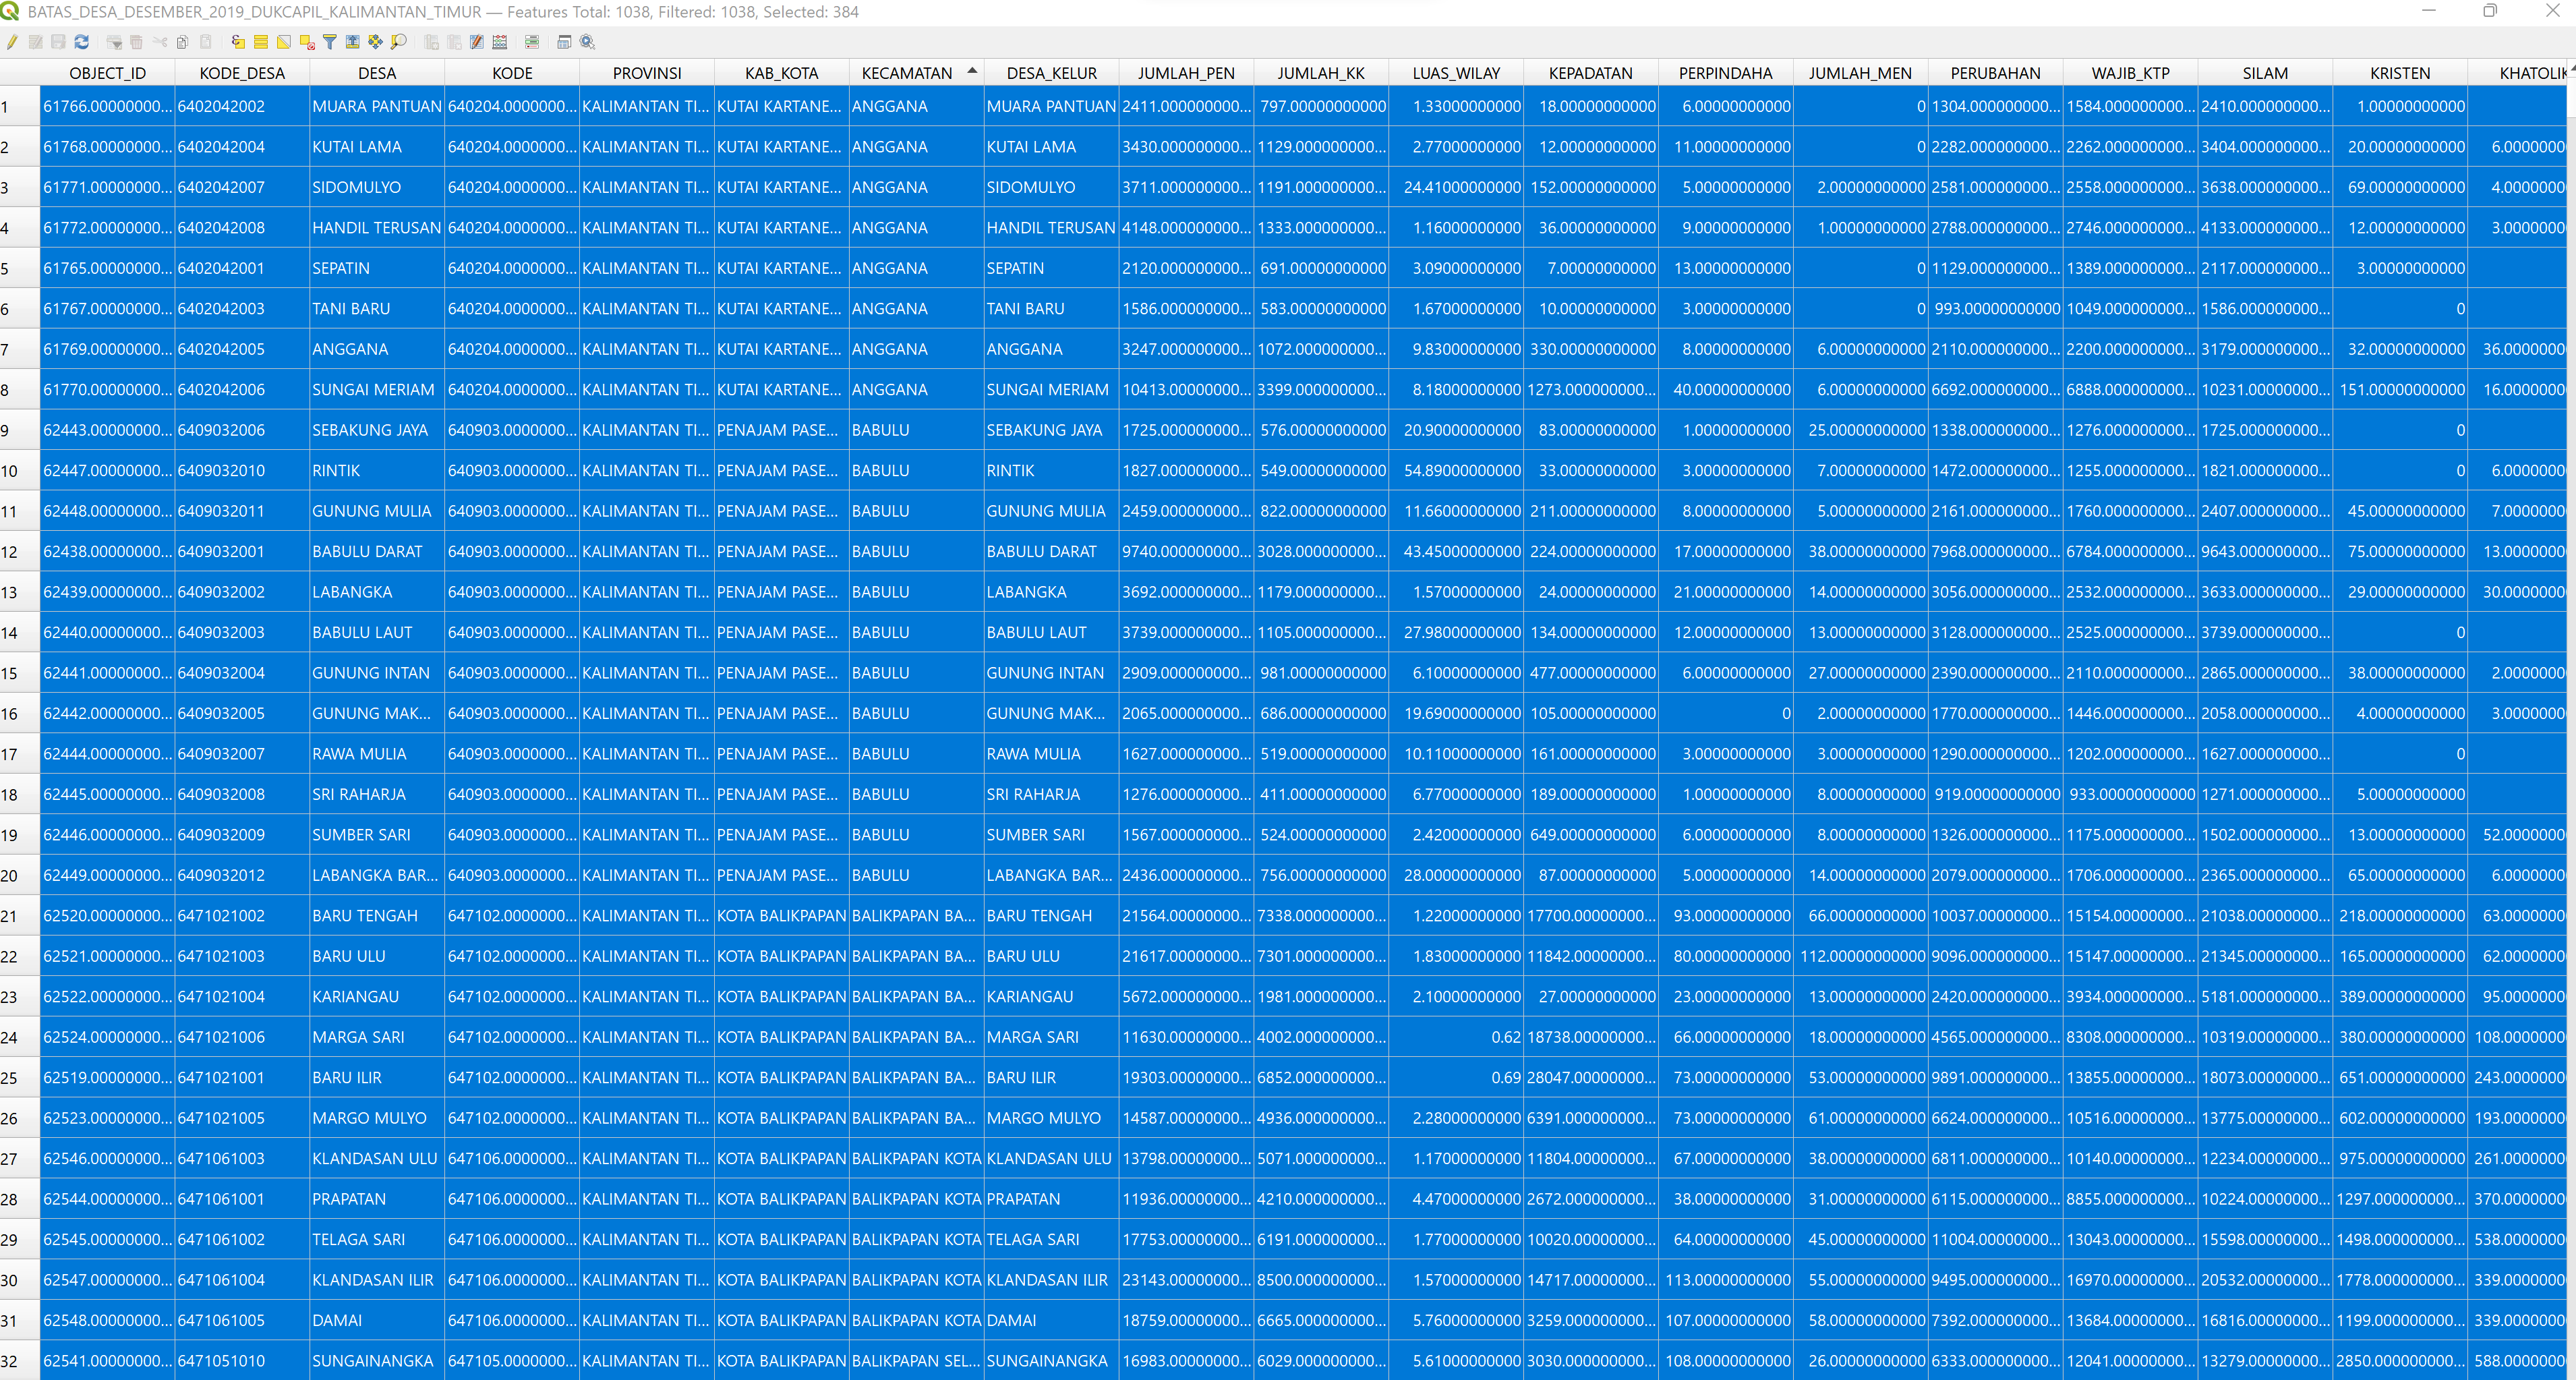 BATAS_DESA_DESEMBER_2019_DUKCAPIL_KALIMANTAN_TIMUR — Features Total: 1038, Filtered: 1038, Selected: 384
OBJECT_ID KODE_DESA DESA KODE PROVINSI KAB_KOTA KECAMATAN DESA_KELUR JUMLAH_PEN JUMLAH_KK LUAS_WILAY KEPADATAN PERPINDAHA JUMLAH_MEN PERUBAHAN WAJIB_KTP SILAM KRISTEN KHATOLIK
1 61766.00000000... 6402042002 MUARA PANTUAN 640204.0000000... KALIMANTAN TI... KUTAI KARTANE... ANGGANA MUARA PANTUAN 2411.000000000... 797.00000000000 1.33000000000 18.00000000000 6.00000000000 0 1304.000000000... 1584.000000000... 2410.000000000... 1.00000000000
2 61768.00000000... 6402042004 KUTAI LAMA 640204.0000000... KALIMANTAN TI... KUTAI KARTANE... ANGGANA KUTAI LAMA 3430.000000000... 1129.000000000... 2.77000000000 12.00000000000 11.00000000000 0 2282.000000000... 2262.000000000... 3404.000000000... 20.00000000000 6.0000000
3 61771.00000000... 6402042007 SIDOMULYO 640204.0000000... KALIMANTAN TI... KUTAI KARTANE... ANGGANA SIDOMULYO 3711.000000000... 1191.000000000... 24.41000000000 152.00000000000 5.00000000000 2.00000000000 2581.000000000... 2558.000000000... 3638.000000000... 69.00000000000 4.0000000
4 61772.00000000... 6402042008 HANDIL TERUSAN 640204.0000000... KALIMANTAN TI... KUTAI KARTANE... ANGGANA HANDIL TERUSAN 4148.000000000... 1333.000000000... 1.16000000000 36.00000000000 9.00000000000 1.00000000000 2788.000000000... 2746.000000000... 4133.000000000... 12.00000000000 3.0000000
5 61765.00000000... 6402042001 SEPATIN 640204.0000000... KALIMANTAN TI... KUTAI KARTANE... ANGGANA SEPATIN 2120.000000000... 691.00000000000 3.09000000000 7.00000000000 13.00000000000 0 1129.000000000... 1389.000000000... 2117.000000000... 3.00000000000
6 61767.00000000... 6402042003 TANI BARU 640204.0000000... KALIMANTAN TI... KUTAI KARTANE... ANGGANA TANI BARU 1586.000000000... 583.00000000000 1.67000000000 10.00000000000 3.00000000000 0 993.00000000000 1049.000000000... 1586.000000000... 0
7 61769.00000000... 6402042005 ANGGANA 640204.0000000... KALIMANTAN TI... KUTAI KARTANE... ANGGANA ANGGANA 3247.000000000... 1072.000000000... 9.83000000000 330.00000000000 8.00000000000 6.00000000000 2110.000000000... 2200.000000000... 3179.000000000... 32.00000000000 36.0000000
8 61770.00000000... 6402042006 SUNGAI MERIAM 640204.0000000... KALIMANTAN TI... KUTAI KARTANE... ANGGANA SUNGAI MERIAM 10413.00000000... 3399.000000000... 8.18000000000 1273.000000000... 40.00000000000 6.00000000000 6692.000000000... 6888.000000000... 10231.00000000... 151.00000000000 16.0000000
9 62443.00000000... 6409032006 SEBAKUNG JAYA 640903.0000000... KALIMANTAN TI... PENAJAM PASE... BABULU SEBAKUNG JAYA 1725.000000000... 576.00000000000 20.90000000000 83.00000000000 1.00000000000 25.00000000000 1338.000000000... 1276.000000000... 1725.000000000... 0
10 62447.00000000... 6409032010 RINTIK 640903.0000000... KALIMANTAN TI... PENAJAM PASE... BABULU RINTIK 1827.000000000... 549.00000000000 54.89000000000 33.00000000000 3.00000000000 7.00000000000 1472.000000000... 1255.000000000... 1821.000000000... 0 6.0000000
11 62448.00000000... 6409032011 GUNUNG MULIA 640903.0000000... KALIMANTAN TI... PENAJAM PASE... BABULU GUNUNG MULIA 2459.000000000... 822.00000000000 11.66000000000 211.00000000000 8.00000000000 5.00000000000 2161.000000000... 1760.000000000... 2407.000000000... 45.00000000000 7.0000000
12 62438.00000000... 6409032001 BABULU DARAT 640903.0000000... KALIMANTAN TI... PENAJAM PASE... BABULU BABULU DARAT 9740.000000000... 3028.000000000... 43.45000000000 224.00000000000 17.00000000000 38.00000000000 7968.000000000... 6784.000000000... 9643.000000000... 75.00000000000 13.0000000
13 62439.00000000... 6409032002 LABANGKA 640903.0000000... KALIMANTAN TI... PENAJAM PASE... BABULU LABANGKA 3692.000000000... 1179.000000000... 1.57000000000 24.00000000000 21.00000000000 14.00000000000 3056.000000000... 2532.000000000... 3633.000000000... 29.00000000000 30.0000000
14 62440.00000000... 6409032003 BABULU LAUT 640903.0000000... KALIMANTAN TI... PENAJAM PASE... BABULU BABULU LAUT 3739.000000000... 1105.000000000... 27.98000000000 134.00000000000 12.00000000000 13.00000000000 3128.000000000... 2525.000000000... 3739.000000000... 0
15 62441.00000000... 6409032004 GUNUNG INTAN 640903.0000000... KALIMANTAN TI... PENAJAM PASE... BABULU GUNUNG INTAN 2909.000000000... 981.00000000000 6.10000000000 477.00000000000 6.00000000000 27.00000000000 2390.000000000... 2110.000000000... 2865.000000000... 38.00000000000 2.0000000
16 62442.00000000... 6409032005 GUNUNG MAK... 640903.0000000... KALIMANTAN TI... PENAJAM PASE... BABULU GUNUNG MAK... 2065.000000000... 686.00000000000 19.69000000000 105.00000000000 0 2.00000000000 1770.000000000... 1446.000000000... 2058.000000000... 4.00000000000 3.0000000
17 62444.00000000... 6409032007 RAWA MULIA 640903.0000000... KALIMANTAN TI... PENAJAM PASE... BABULU RAWA MULIA 1627.000000000... 519.00000000000 10.11000000000 161.00000000000 3.00000000000 3.00000000000 1290.000000000... 1202.000000000... 1627.000000000... 0
18 62445.00000000... 6409032008 SRI RAHARJA 640903.0000000... KALIMANTAN TI... PENAJAM PASE... BABULU SRI RAHARJA 1276.000000000... 411.00000000000 6.77000000000 189.00000000000 1.00000000000 8.00000000000 919.00000000000 933.00000000000 1271.000000000... 5.00000000000
19 62446.00000000... 6409032009 SUMBER SARI 640903.0000000... KALIMANTAN TI... PENAJAM PASE... BABULU SUMBER SARI 1567.000000000... 524.00000000000 2.42000000000 649.00000000000 6.00000000000 8.00000000000 1326.000000000... 1175.000000000... 1502.000000000... 13.00000000000 52.0000000
20 62449.00000000... 6409032012 LABANGKA BAR... 640903.0000000... KALIMANTAN TI... PENAJAM PASE... BABULU LABANGKA BAR... 2436.000000000... 756.00000000000 28.00000000000 87.00000000000 5.00000000000 14.00000000000 2079.000000000... 1706.000000000... 2365.000000000... 65.00000000000 6.0000000
21 62520.00000000... 6471021002 BARU TENGAH 647102.0000000... KALIMANTAN TI... KOTA BALIKPAPAN BALIKPAPAN BA... BARU TENGAH 21564.00000000... 7338.000000000... 1.22000000000 17700.00000000... 93.00000000000 66.00000000000 10037.00000000... 15154.00000000... 21038.00000000... 218.00000000000 63.0000000
22 62521.00000000... 6471021003 BARU ULU 647102.0000000... KALIMANTAN TI... KOTA BALIKPAPAN BALIKPAPAN BA... BARU ULU 21617.00000000... 7301.000000000... 1.83000000000 11842.00000000... 80.00000000000 112.00000000000 9096.000000000... 15147.00000000... 21345.00000000... 165.00000000000 62.0000000
23 62522.00000000... 6471021004 KARIANGAU 647102.0000000... KALIMANTAN TI... KOTA BALIKPAPAN BALIKPAPAN BA... KARIANGAU 5672.000000000... 1981.000000000... 2.10000000000 27.00000000000 23.00000000000 13.00000000000 2420.000000000... 3934.000000000... 5181.000000000... 389.00000000000 95.0000000
24 62524.00000000... 6471021006 MARGA SARI 647102.0000000... KALIMANTAN TI... KOTA BALIKPAPAN BALIKPAPAN BA... MARGA SARI 11630.00000000... 4002.000000000... 0.62 18738.00000000... 66.00000000000 18.00000000000 4565.000000000... 8308.000000000... 10319.00000000... 380.00000000000 108.000000
25 62519.00000000... 6471021001 BARU ILIR 647102.0000000... KALIMANTAN TI... KOTA BALIKPAPAN BALIKPAPAN BA... BARU ILIR 19303.00000000... 6852.000000000... 0.69 28047.00000000... 73.00000000000 53.00000000000 9891.000000000... 13855.00000000... 18073.00000000... 651.00000000000 243.000000
26 62523.00000000... 6471021005 MARGO MULYO 647102.0000000... KALIMANTAN TI... KOTA BALIKPAPAN BALIKPAPAN BA... MARGO MULYO 14587.00000000... 4936.000000000... 2.28000000000 6391.000000000... 73.00000000000 61.00000000000 6624.000000000... 10516.00000000... 13775.00000000... 602.00000000000 193.000000
27 62546.00000000... 6471061003 KLANDASAN ULU 647106.0000000... KALIMANTAN TI... KOTA BALIKPAPAN BALIKPAPAN KOTA KLANDASAN ULU 13798.00000000... 5071.000000000... 1.17000000000 11804.00000000... 67.00000000000 38.00000000000 6811.000000000... 10140.00000000... 12234.00000000... 975.00000000000 261.000000
28 62544.00000000... 6471061001 PRAPATAN 647106.0000000... KALIMANTAN TI... KOTA BALIKPAPAN BALIKPAPAN KOTA PRAPATAN 11936.00000000... 4210.000000000... 4.47000000000 2672.000000000... 38.00000000000 31.00000000000 6115.000000000... 8855.000000000... 10224.00000000... 1297.000000000... 370.000000
29 62545.00000000... 6471061002 TELAGA SARI 647106.0000000... KALIMANTAN TI... KOTA BALIKPAPAN BALIKPAPAN KOTA TELAGA SARI 17753.00000000... 6191.000000000... 1.77000000000 10020.00000000... 64.00000000000 45.00000000000 11004.00000000... 13043.00000000... 15598.00000000... 1498.000000000... 538.000000
30 62547.00000000... 6471061004 KLANDASAN ILIR 647106.0000000... KALIMANTAN TI... KOTA BALIKPAPAN BALIKPAPAN KOTA KLANDASAN ILIR 23143.00000000... 8500.000000000... 1.57000000000 14717.00000000... 113.00000000000 55.00000000000 9495.000000000... 16970.00000000... 20532.00000000... 1778.000000000... 339.000000
31 62548.00000000... 6471061005 DAMAI 647106.0000000... KALIMANTAN TI... KOTA BALIKPAPAN BALIKPAPAN KOTA DAMAI 18759.00000000... 6665.000000000... 5.76000000000 3259.000000000... 107.00000000000 58.00000000000 7392.000000000... 13684.00000000... 16816.00000000... 1199.000000000... 339.000000
32 62541.00000000... 6471051010 SUNGAINANGKA 647105.0000000... KALIMANTAN TI... KOTA BALIKPAPAN BALIKPAPAN SEL... SUNGAINANGKA 16983.00000000... 6029.000000000... 5.61000000000 3030.000000000... 108.00000000000 26.00000000000 6333.000000000... 12041.00000000... 13279.00000000... 2850.000000000... 588.000000